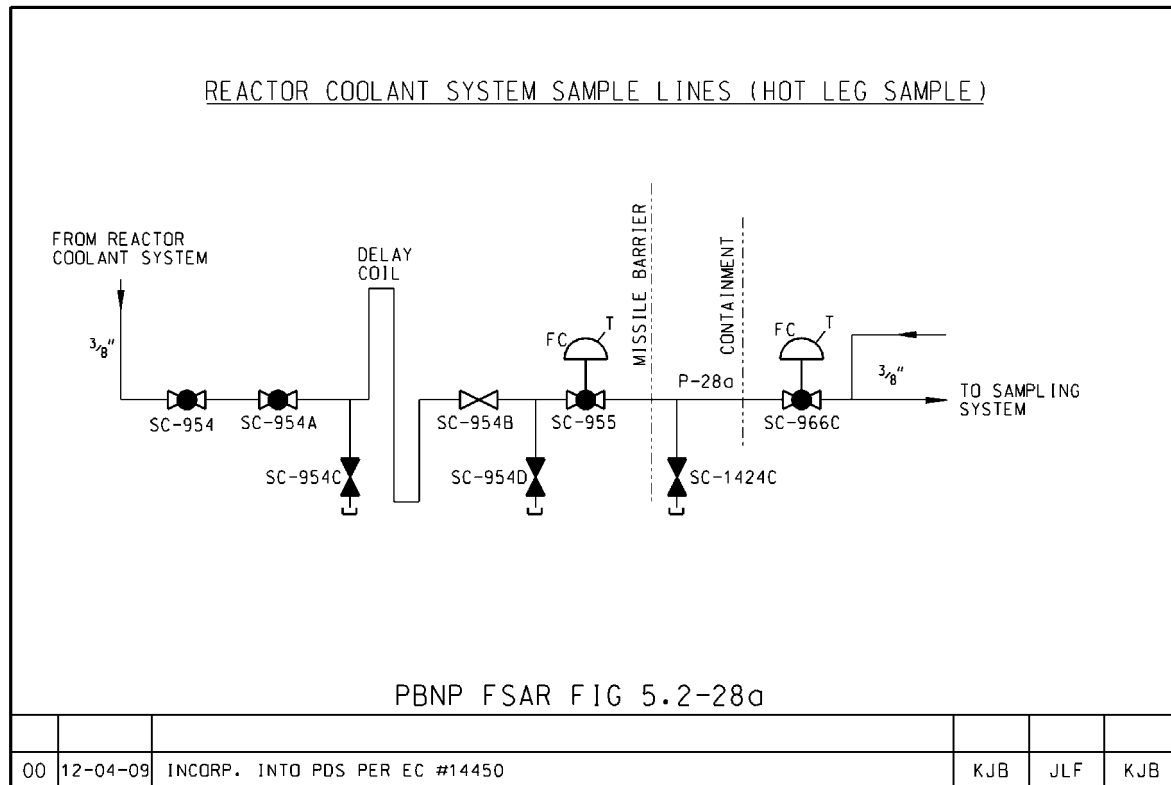 REACTOR COOLANT SYSTEM SAMPLE LINES (HOT LEG SAMPLE)
FROM REACTOR
COOLANT SYSTEM
DELAY
COIL
MISSILE BARRIER
CONTAINMENT
3/8"
FC
T
FC
T
P-28a
3/8"
TO SAMPLING
SYSTEM
SC-954
SC-954A
SC-954B
SC-955
SC-966C
SC-954C
SC-954D
SC-1424C
PBNP FSAR FIG 5.2-28a
00 12-04-09 INCORP. INTO PDS PER EC #14450 KJB JLF KJB